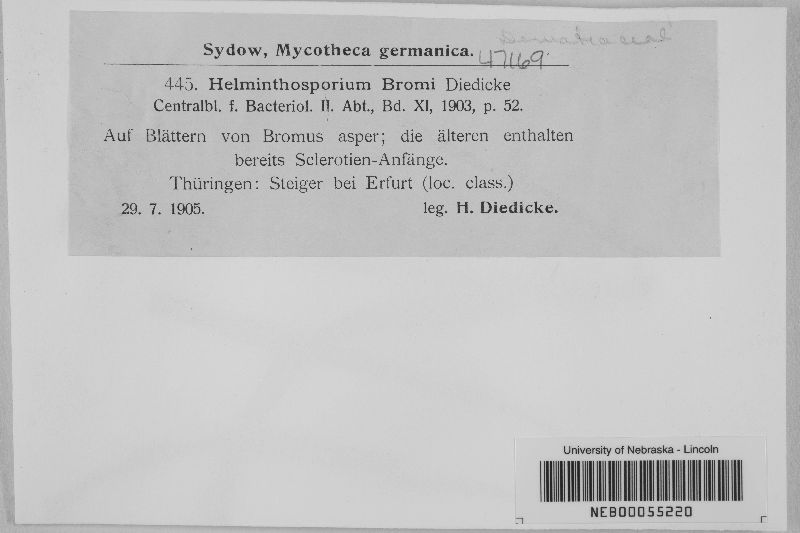 Dematiaceae
Sydow, Mycotheca germanica. 47169
445. Helminthosporium Bromi Diedicke
Centralbl. f. Bacteriol. II. Abt., Bd. XI, 1903, p. 52.
Auf Blättern von Bromus asper; die älteren enthalten
bereits Sclerotien-Anfänge.
Thüringen: Steiger bei Erfurt (loc. class.)
29. 7. 1905. leg. H. Diedicke.
University of Nebraska - Lincoln
NEB00055220